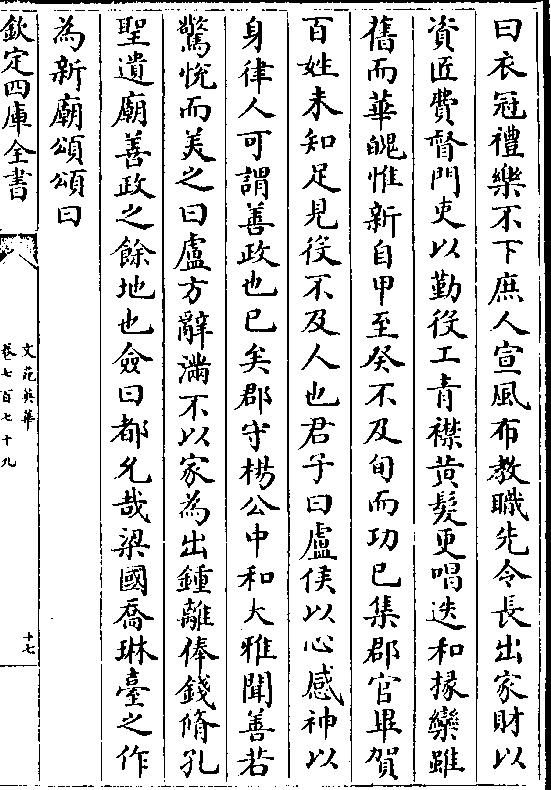 曰衣冠禮樂不下庶人宣風布教職先令長出家財以
資匠費督門吏以勤役工青襟黄髮更唱迭和掾欒雖
舊而華㒵惟新自甲至癸不及旬而功已集郡官畢賀
百姓未知足見役不及人也君子曰盧侯以心感神以
身律人可謂善政也已矣郡守楊公中和大雅聞善若
驚恱而美之曰盧方辭滿不以家為出鍾離俸錢脩孔
聖遺廟善政之餘地也僉曰都允哉梁國喬琳臺之作
為新廟頌頌曰
欽定四庫全書
文苑英華
卷七百七十九
十七